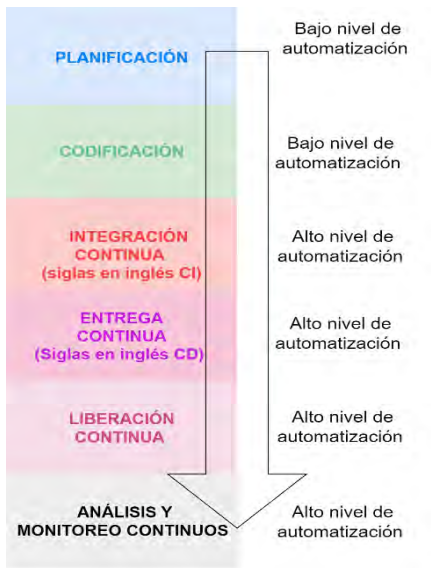 PLANIFICACIÓN
Bajo nivel de
automatización
CODIFICACIÓN
Bajo nivel de
automatización
INTEGRACIÓN
CONTINUA
(siglas en inglés CI)
Alto nivel de
automatización
ENTREGA
CONTINUA
(Siglas en inglés CD)
Alto nivel de
automatización
LIBERACIÓN
CONTINUA
Alto nivel de
automatización
ANÁLISIS Y
MONITOREO CONTINUOS
Alto nivel de
automatización